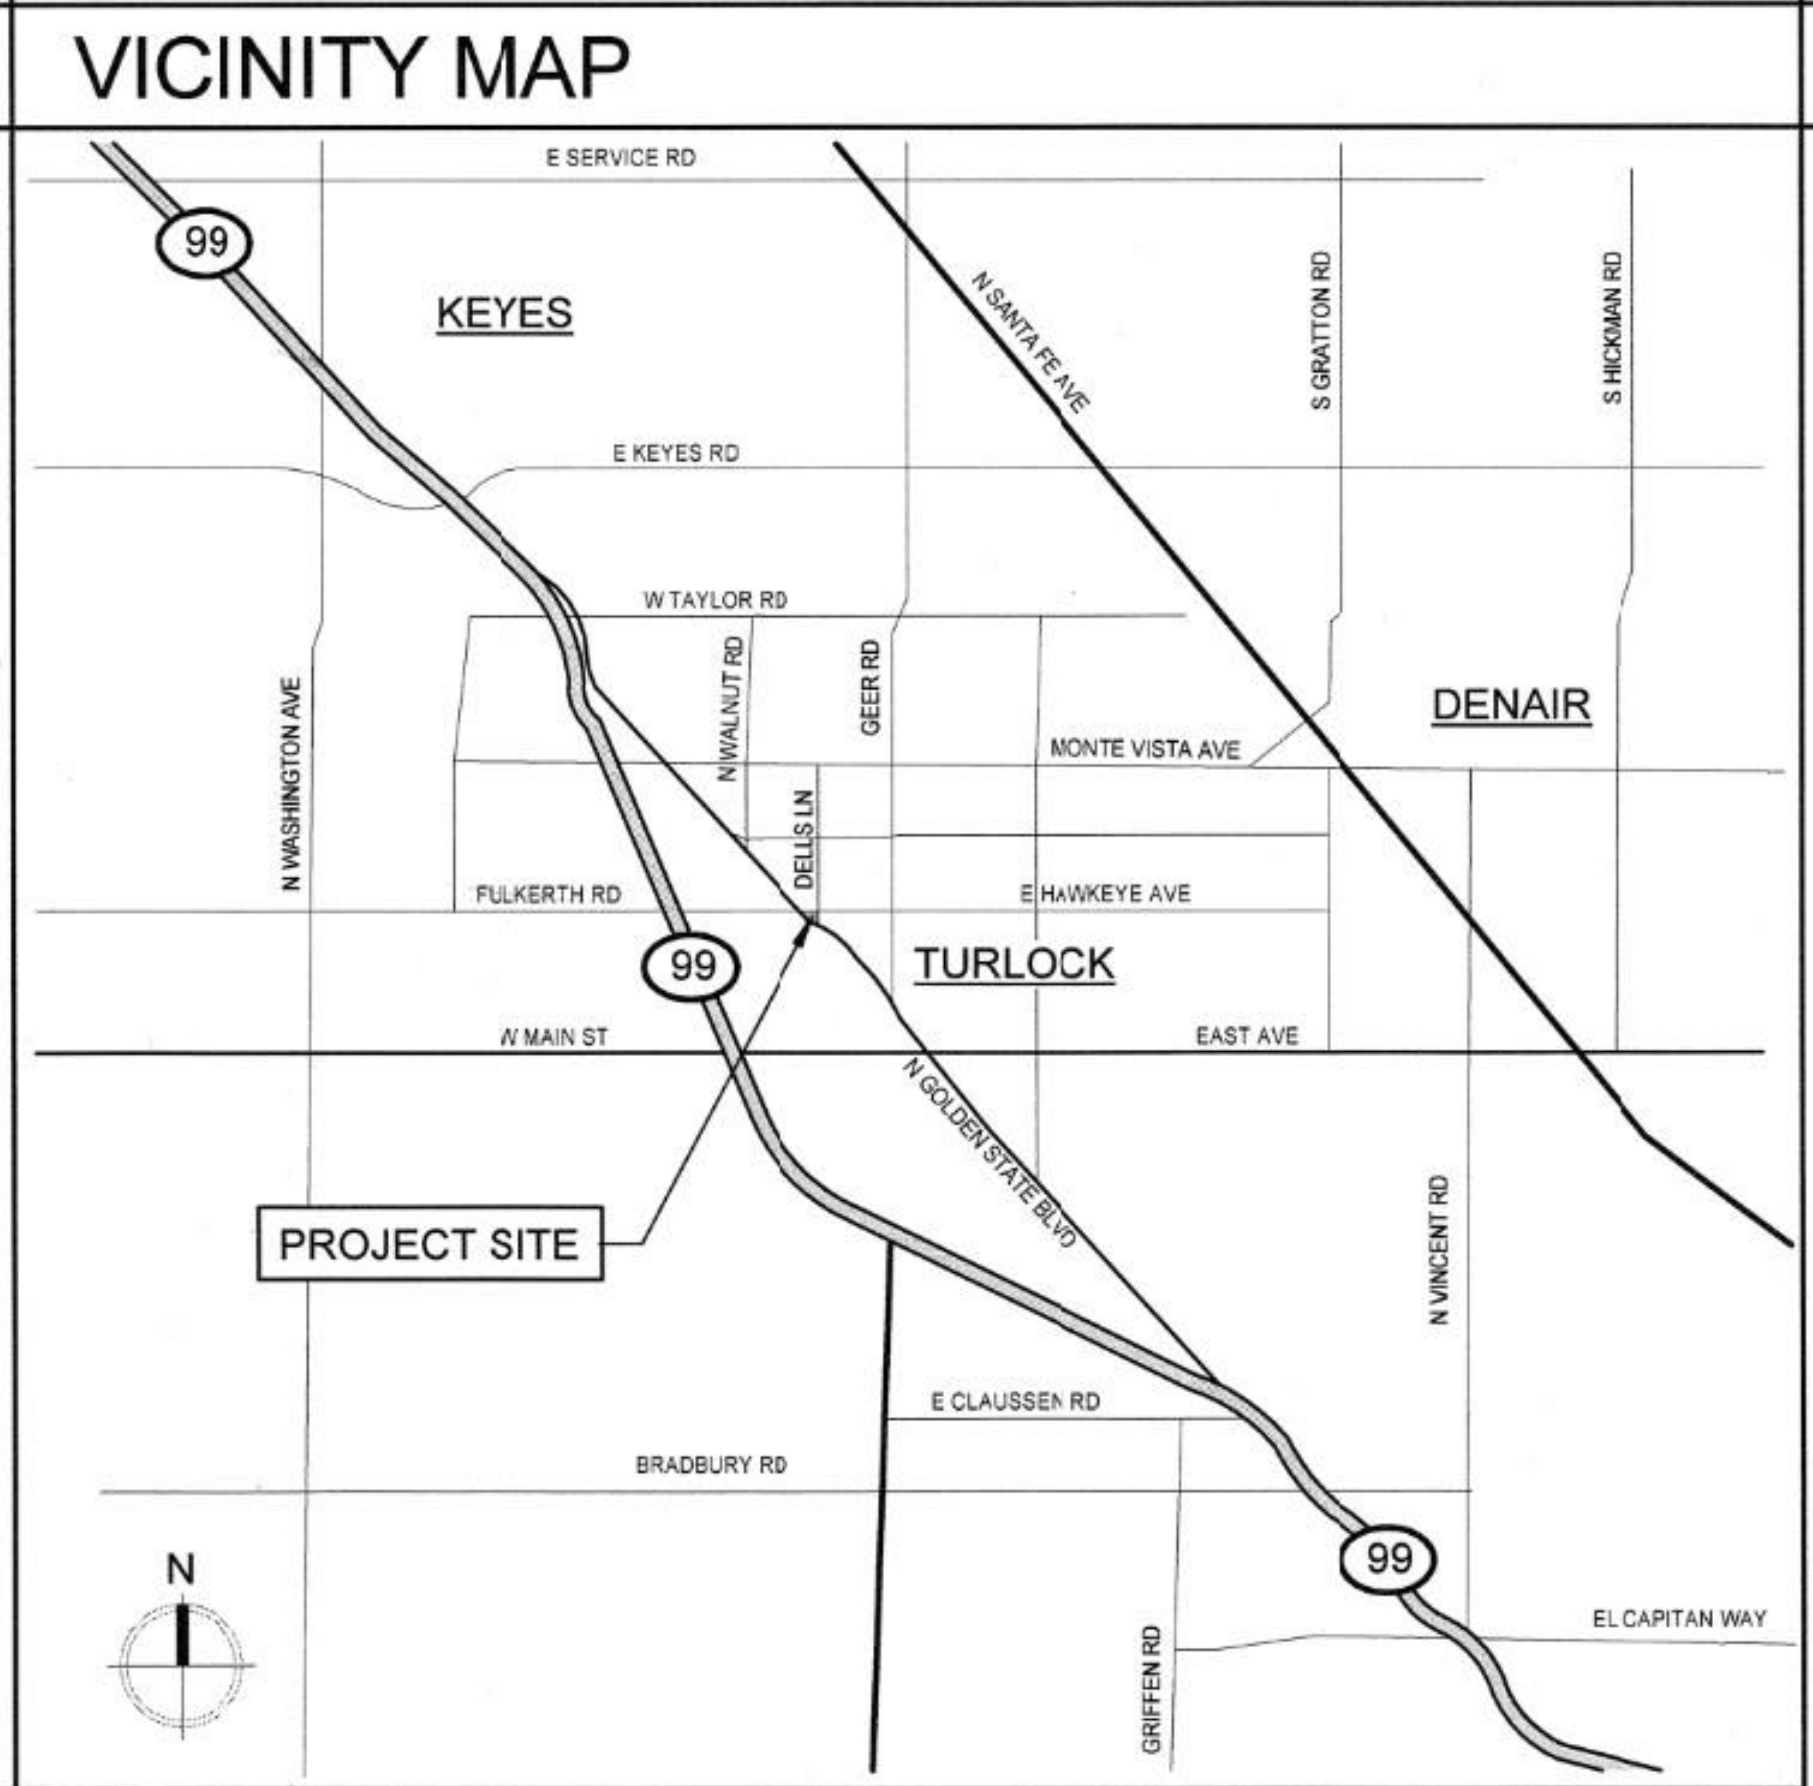 VICINITY MAP
E SERVICE RD
99
KEYES
N SANTA FE AVE
S GRATTON RD
S HICKMAN RD
E KEYES RD
W TAYLOR RD
N WALNUT RD
GEER RD
N WASHINGTON AVE
DENAIR
MONTE VISTA AVE
DELLS LN
FULKERTH RD
E HAWKEYE AVE
99
TURLOCK
W MAIN ST
EAST AVE
N GOLDEN STATE BLVD
PROJECT SITE
N VINCENT RD
E CLAUSSEN RD
BRADBURY RD
99
N
EL CAPITAN WAY
GRIFFEN RD